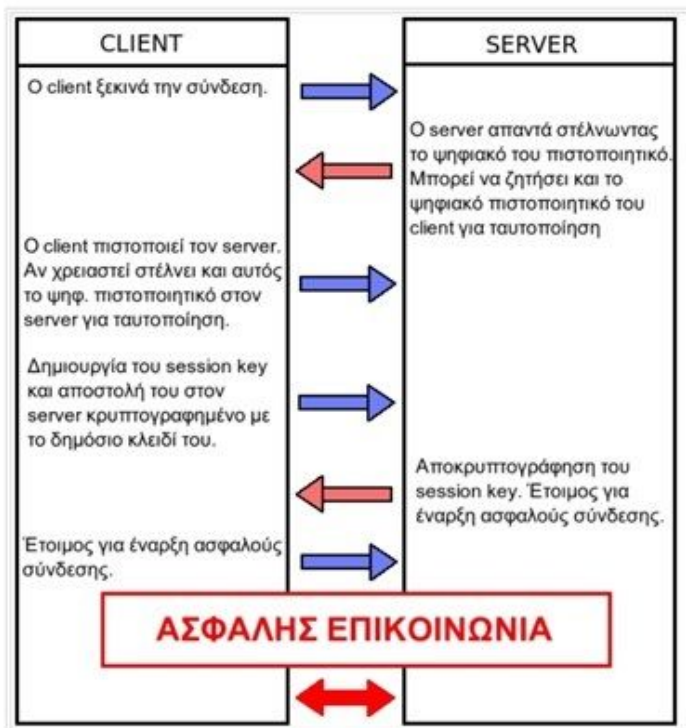 CLIENT
SERVER
Ο client ξεκινά την σύνδεση.
Ο server απαντά στέλνωντας
το ψηφιακό του πιστοποιητικό.
Μπορεί να ζητήσει και το
ψηφιακό πιστοποιητικό του
client για ταυτοποίηση
Ο client πιστοποιεί τον server.
Αν χρειαστεί στέλνει και αυτός
το ψηφ. πιστοποιητικό στον
server για ταυτοποίηση.
Δημιουργία του session key
και αποστολή του στον
server κρυπτογραφημένο με
το δημόσιο κλειδί του.
Αποκρυπτογράφηση του
session key. Έτοιμος για
έναρξη ασφαλούς σύνδεσης.
Έτοιμος για έναρξη ασφαλούς
σύνδεσης.
ΑΣΦΑΛΗΣ ΕΠΙΚΟΙΝΩΝΙΑ